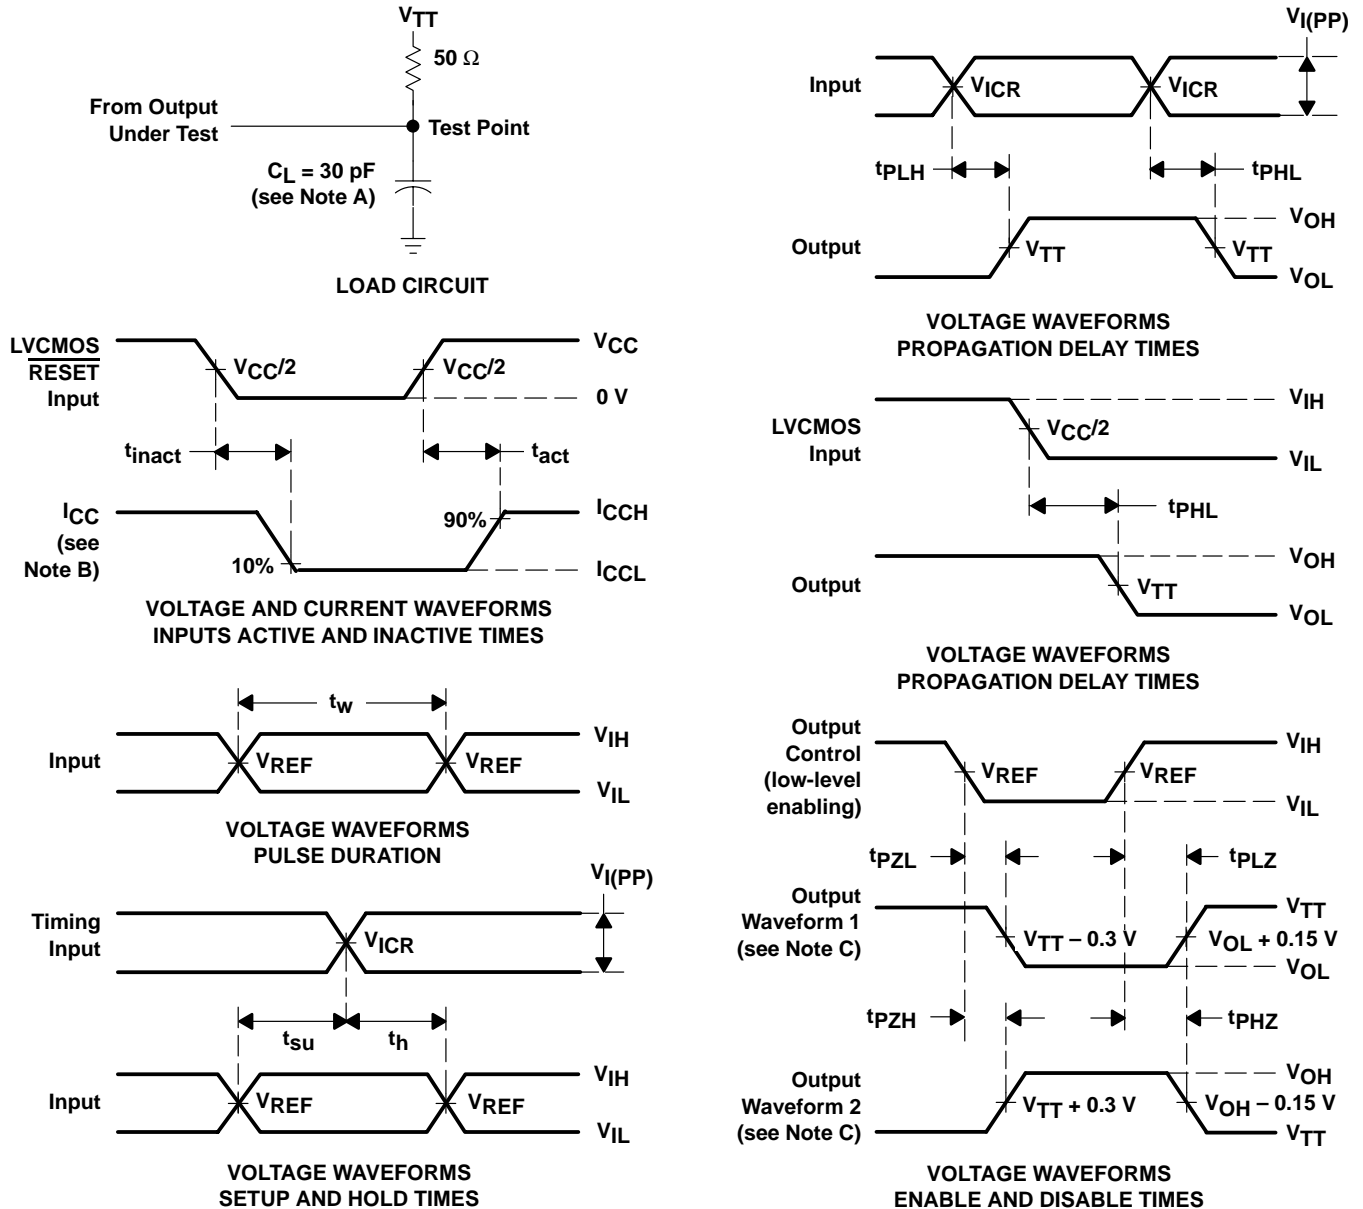 VTT
50 Ω
From Output
Under Test
Test Point
CL = 30 pF
(see Note A)
LOAD CIRCUIT
LVCMOS
RESET
Input
VCC/2
VCC/2
VCC
0 V
tinact
tact
ICC
(see
Note B)
10%
90%
ICCH
ICCL
VOLTAGE AND CURRENT WAVEFORMS
INPUTS ACTIVE AND INACTIVE TIMES
tw
Input
VREF
VREF
VIH
VIL
VOLTAGE WAVEFORMS
PULSE DURATION
VI(PP)
Timing
Input
VICR
tsu
th
Input
VREF
VREF
VIH
VIL
VOLTAGE WAVEFORMS
SETUP AND HOLD TIMES
VI(PP)
Input
VICR
VICR
tPLH
tPHL
Output
VTT
VTT
VOH
VOL
VOLTAGE WAVEFORMS
PROPAGATION DELAY TIMES
LVCMOS
Input
VCC/2
VIH
VIL
tPHL
Output
VTT
VOH
VOL
VOLTAGE WAVEFORMS
PROPAGATION DELAY TIMES
Output
Control
(low-level
enabling)
VREF
VREF
VIH
VIL
tPZL
tPLZ
Output
Waveform 1
(see Note C)
VTT – 0.3 V
VOL + 0.15 V
VTT
VOL
tPZH
tPHZ
Output
Waveform 2
(see Note C)
VTT + 0.3 V
VOH – 0.15 V
VOH
VTT
VOLTAGE WAVEFORMS
ENABLE AND DISABLE TIMES